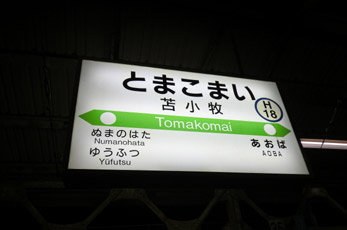 とまこまい
苫小牧
H
18
Tomakomai
ぬまのはた
Numanohata
ゆうふつ
Yūfutsu
あおば
AOBA